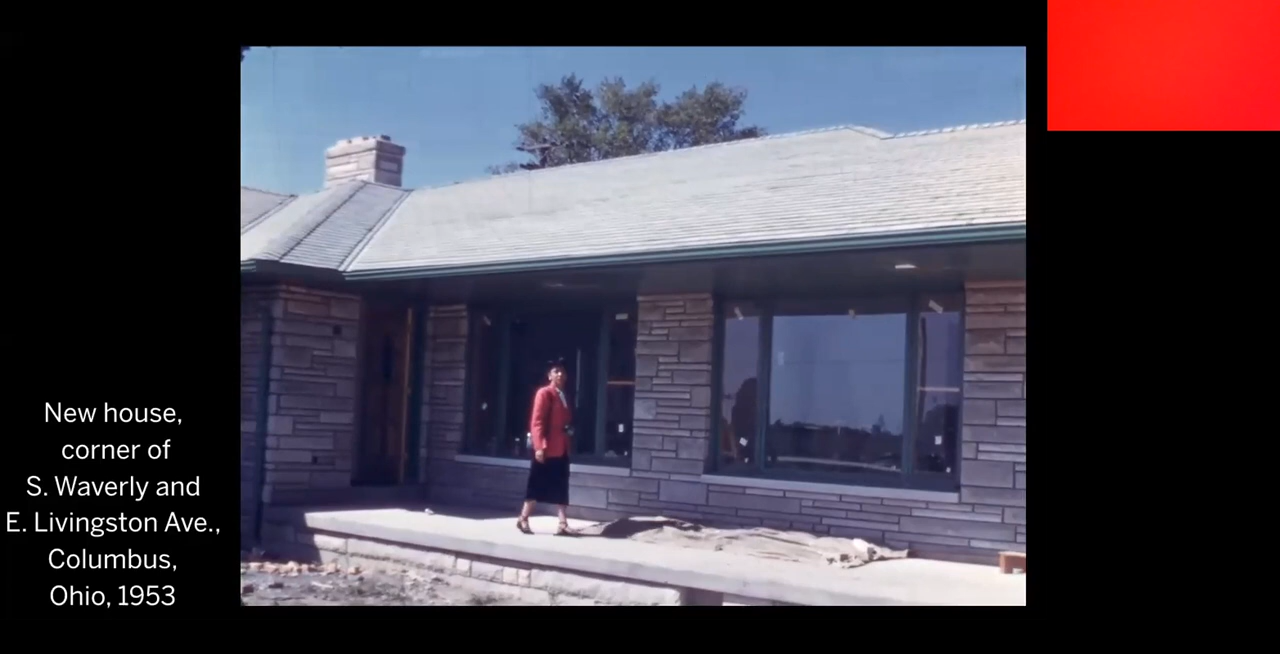 New house,
corner of
S. Waverly and
E. Livingston Ave.,
Columbus,
Ohio, 1953